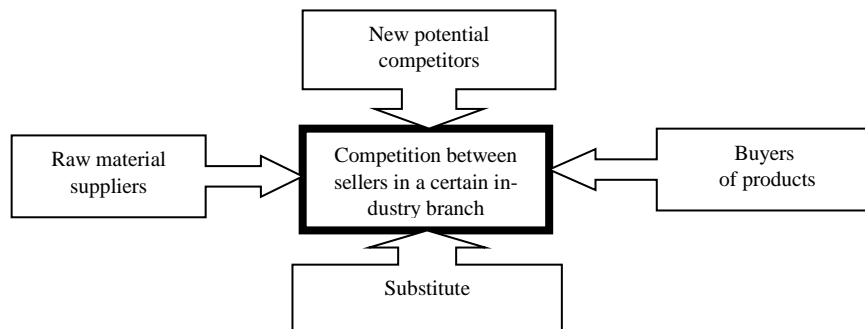 New potential
competitors
Raw material
suppliers
Competition between
sellers in a certain in-
dustry branch
Buyers
of products
Substitute